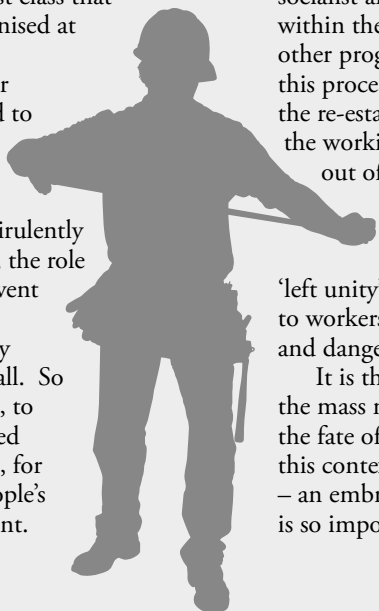 st class that
nised at
r
d to
irulently
, the role
vent
y
all. So
, to
ed
, for
ople's
nt.
socialist a
within the
other prog
this proce
the re-esta
the worki
out of
‘left unity’
to workers
and dange
It is th
the mass m
the fate of
this contex
– an embr
is so impo